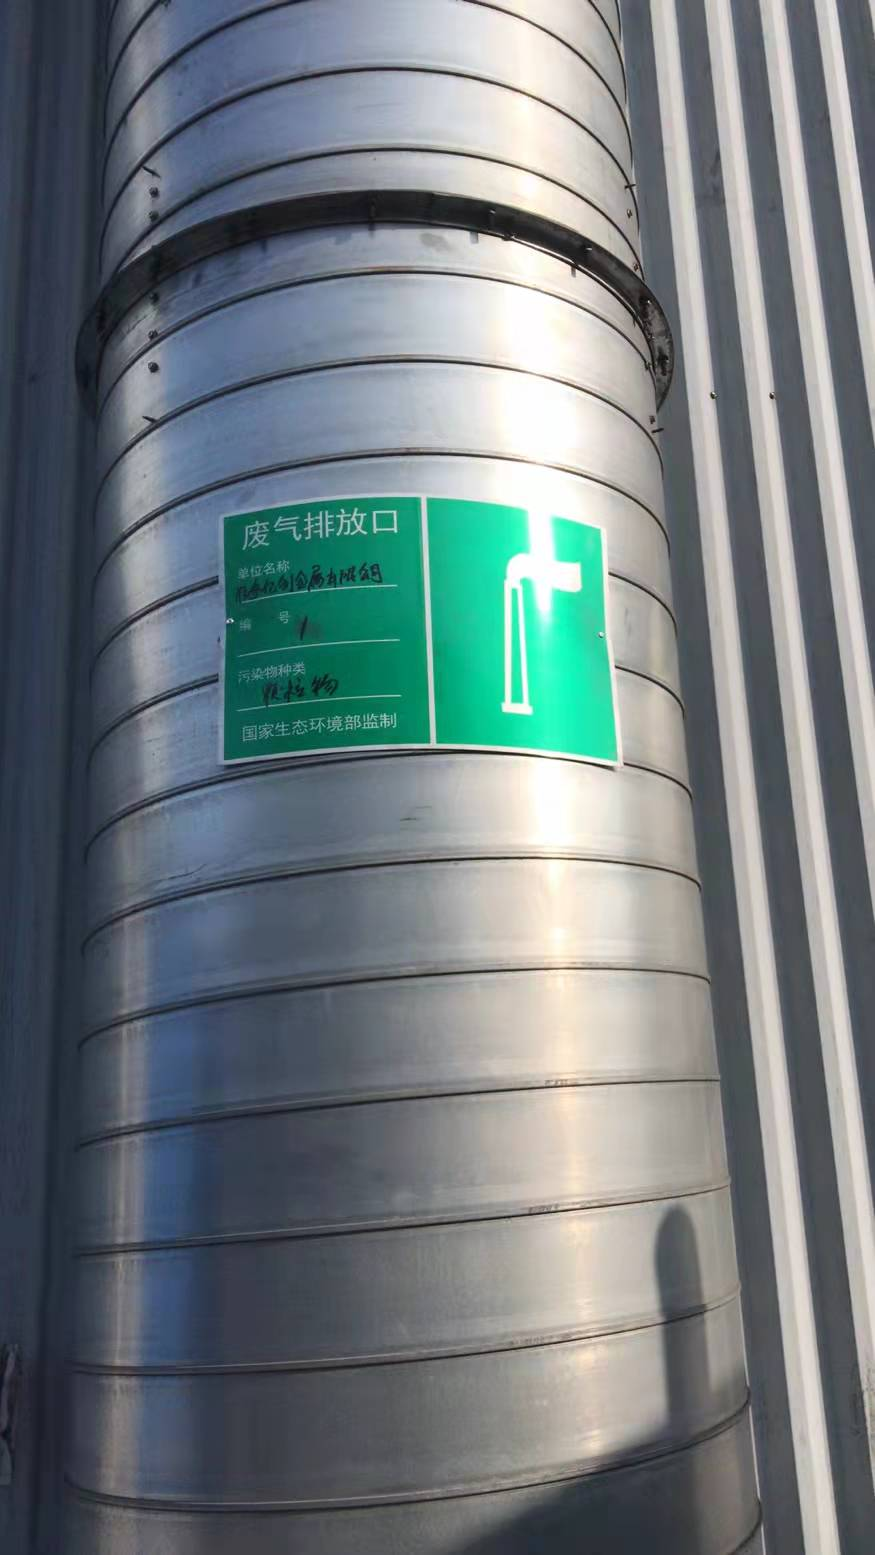 废气排放口
单位名称
金属有限公司
编 号 1
污染物种类
颗粒物
国家生态环境部监制